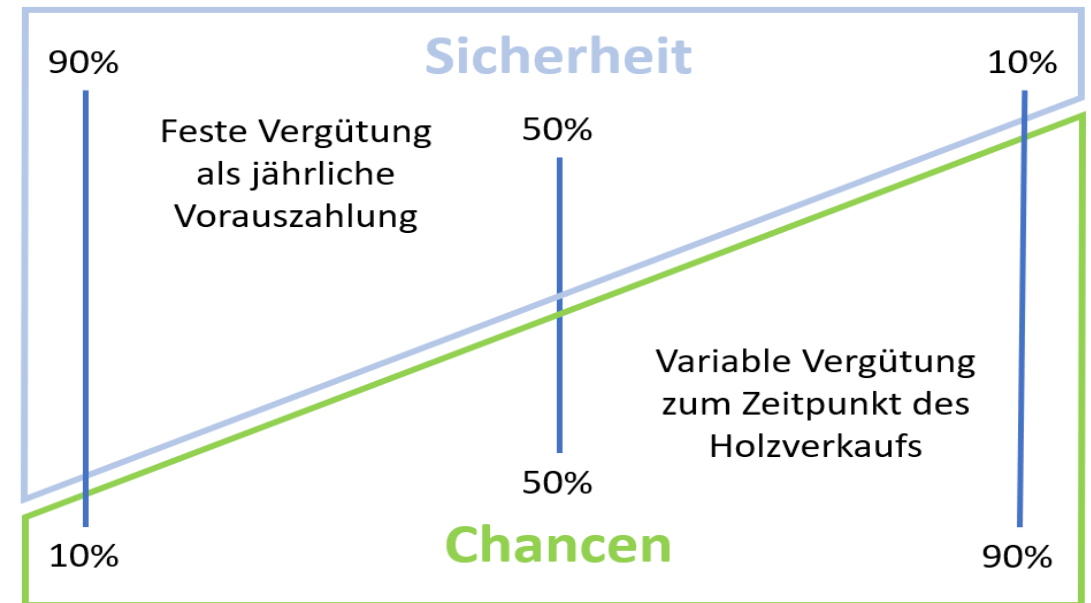 Sicherheit
90%
10%
Feste Vergütung
als jährliche
Vorauszahlung
50%
Variable Vergütung
zum Zeitpunkt des
Holzverkaufs
50%
Chancen
10%
90%